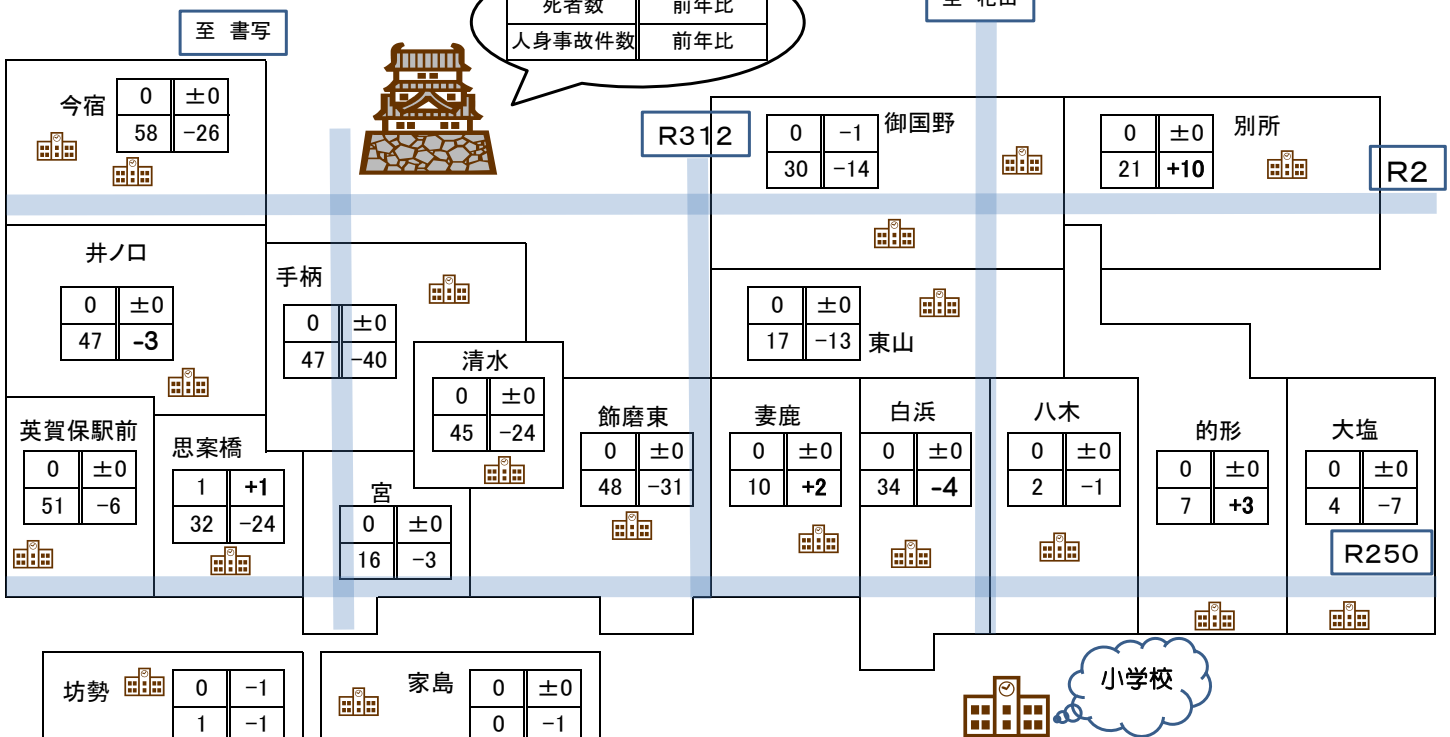 死者数 前年比
人身事故件数 前年比
至 書写
今宿
0 ±0
58 -26
R312
御国野
0 -1
30 -14
別所
0 ±0
21 +10
R2
井ノ口
0 ±0
47 -3
手柄
0 ±0
47 -40
清水
0 ±0
45 -24
東山
0 ±0
17 -13
英賀保駅前
0 ±0
51 -6
思案橋
1 +1
32 -24
宮
0 ±0
16 -3
飾磨東
0 ±0
48 -31
妻鹿
0 ±0
10 +2
白浜
0 ±0
34 -4
八木
0 ±0
2 -1
的形
0 ±0
7 +3
大塩
0 ±0
4 -7
R250
坊勢
0 -1
1 -1
家島
0 ±0
0 -1
小学校